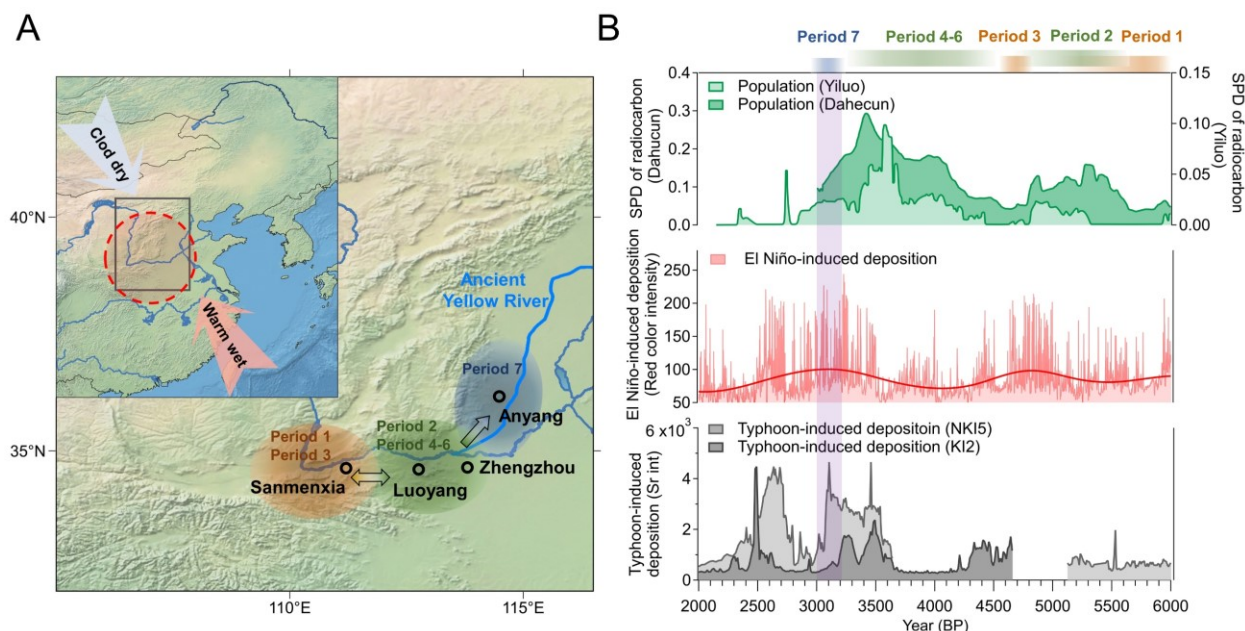 A
Clod dry
Warm wet
40°N
35°N
110°E
115°E
Ancient
Yellow River
Period 7
Anyang
Period 1
Period 3
Period 2
Period 4-6
Sanmenxia
Luoyang
Zhengzhou
B
Period 7
Period 4-6
Period 3
Period 2
Period 1
Population (Yiluo)
Population (Dahecun)
SPD of radiocarbon
(Dahucun)
0.4
0.3
0.2
0.1
0.0
0.15
0.10
0.05
0.00
SPD of radiocarbon
(Yiluo)
El Niño-induced deposition
El Niño-induced deposition
(Red color intensity)
250
200
150
100
50
Typhoon-induced depositoin (NKI5)
Typhoon-induced deposition (KI2)
Typhoon-induced
deposition (Sr int)
6 x10³
4
2
0
2000
2500
3000
3500
4000
4500
5000
5500
6000
Year (BP)